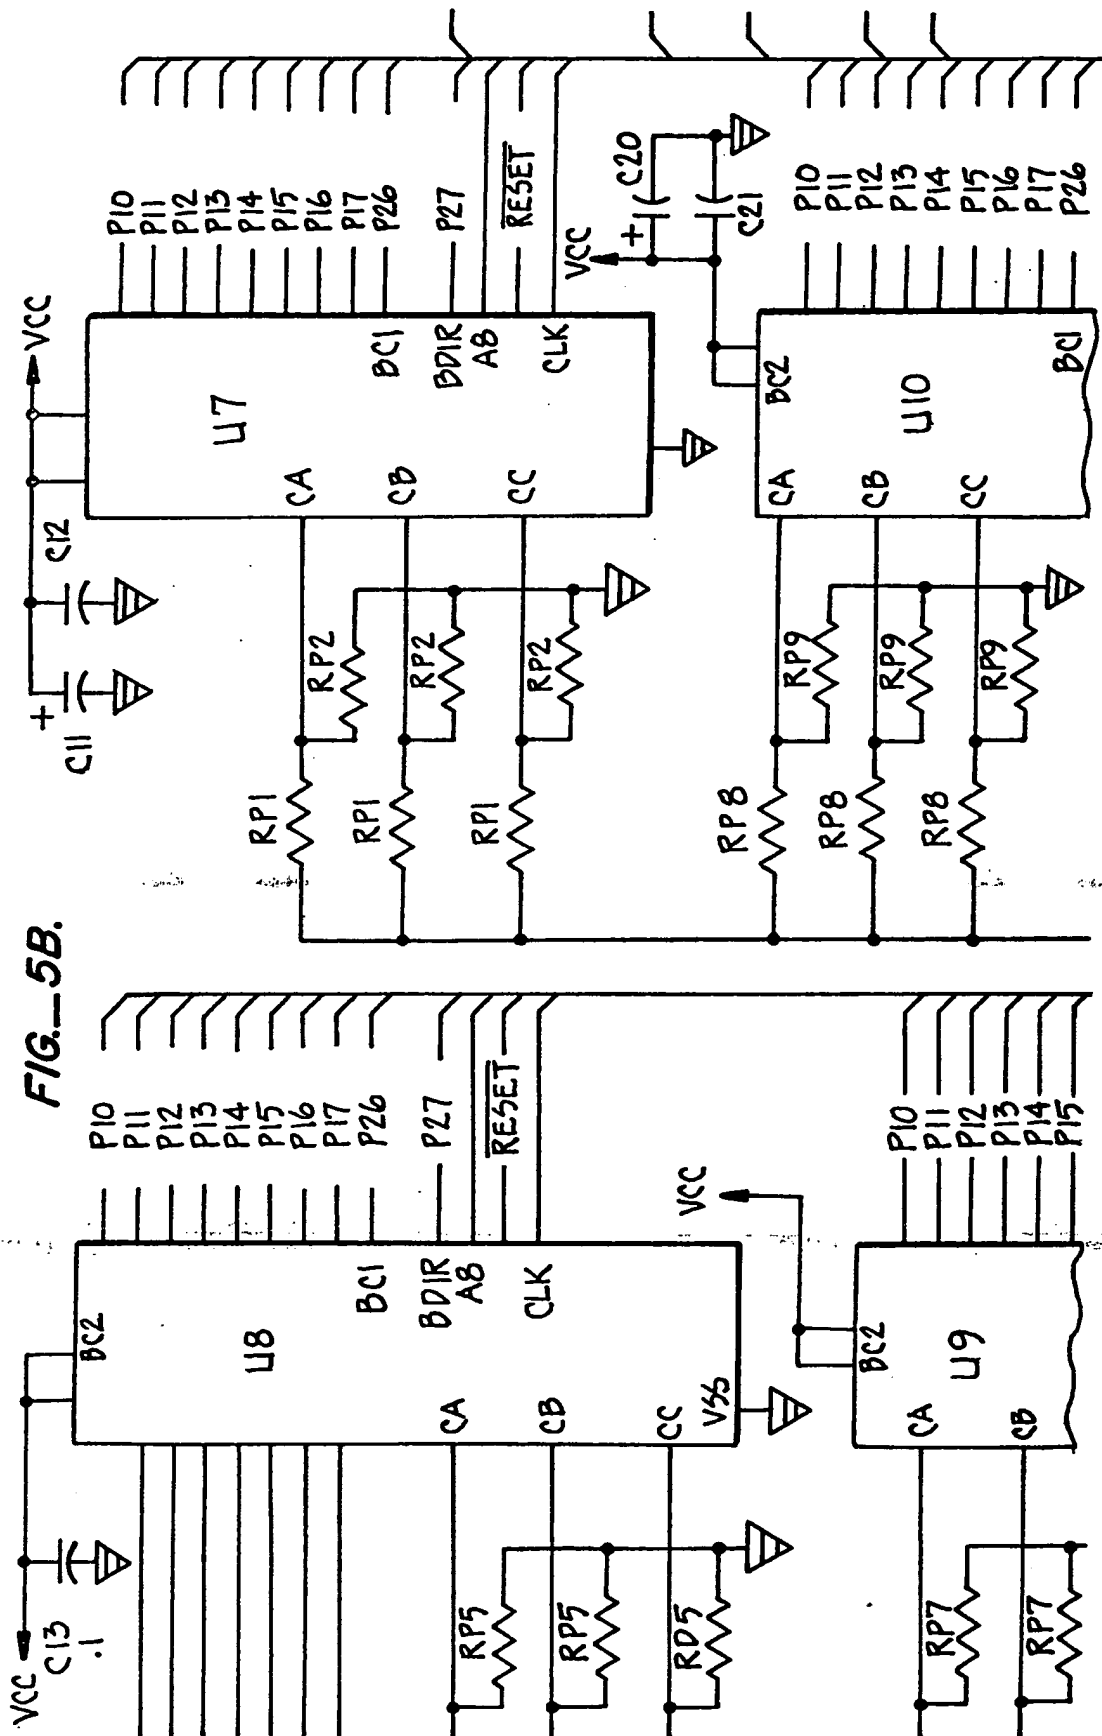 FIG._5B.
VCC
C12
+
C11
U7
P10
P11
P12
P13
P14
P15
P16
P17
P26
P27
RESET
BC1
BDIR
A8
CLK
CA
CB
CC
RP2
RP2
RP2
RP1
RP1
RP1
VCC
+
C20
C21
P10
P11
P12
P13
P14
P15
P16
P17
P26
BC2
U10
BC1
CA
CB
CC
RP9
RP9
RP9
RP8
RP8
RP8
VCC
C13
.1
BC2
U8
P10
P11
P12
P13
P14
P15
P16
P17
P26
P27
RESET
BC1
BDIR
A8
CLK
CA
CB
CC
VSS
RP5
RP5
RD5
VCC
P10
P11
P12
P13
P14
P15
BC2
U9
CA
CB
RP7
RP7